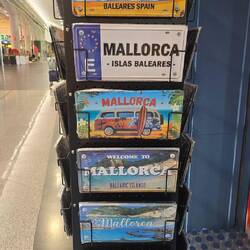 BALEARES SPAIN
E
MALLORCA
- ISLAS BALEARES -
MALLORCA
WELCOME TO
MALLORCA
BALEARIC ISLANDS
Mallorca